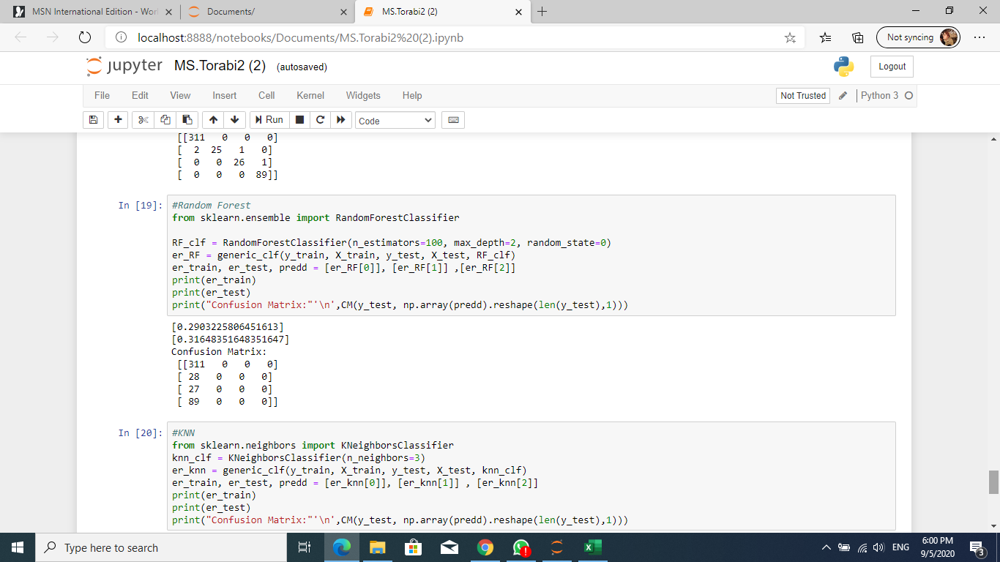 MSN International Edition - Worl
Documents/
MS.Torabi2 (2)
localhost:8888/notebooks/Documents/MS.Torabi2%20(2).ipynb
Not syncing
jupyter MS.Torabi2 (2) (autosaved)
Logout
File Edit View Insert Cell Kernel Widgets Help
Not Trusted
Python 3
Run
Code
[[311 0 0 0]
[ 2 25 1 0]
[ 0 0 26 1]
[ 0 0 0 89]]
In [19]:
#Random Forest
from sklearn.ensemble import RandomForestClassifier
RF_clf = RandomForestClassifier(n_estimators=100, max_depth=2, random_state=0)
er_RF = generic_clf(y_train, X_train, y_test, X_test, RF_clf)
er_train, er_test, predd = [er_RF[0]], [er_RF[1]] ,[er_RF[2]]
print(er_train)
print(er_test)
print("Confusion Matrix:"'\n',CM(y_test, np.array(predd).reshape(len(y_test),1)))
[0.2903225806451613]
[0.31648351648351647]
Confusion Matrix:
[[311 0 0 0]
[ 28 0 0 0]
[ 27 0 0 0]
[ 89 0 0 0]]
In [20]:
#KNN
from sklearn.neighbors import KNeighborsClassifier
knn_clf = KNeighborsClassifier(n_neighbors=3)
er_knn = generic_clf(y_train, X_train, y_test, X_test, knn_clf)
er_train, er_test, predd = [er_knn[0]], [er_knn[1]] , [er_knn[2]]
print(er_train)
print(er_test)
print("Confusion Matrix:"'\n',CM(y_test, np.array(predd).reshape(len(y_test),1)))
Type here to search
ENG
6:00 PM
9/5/2020
3